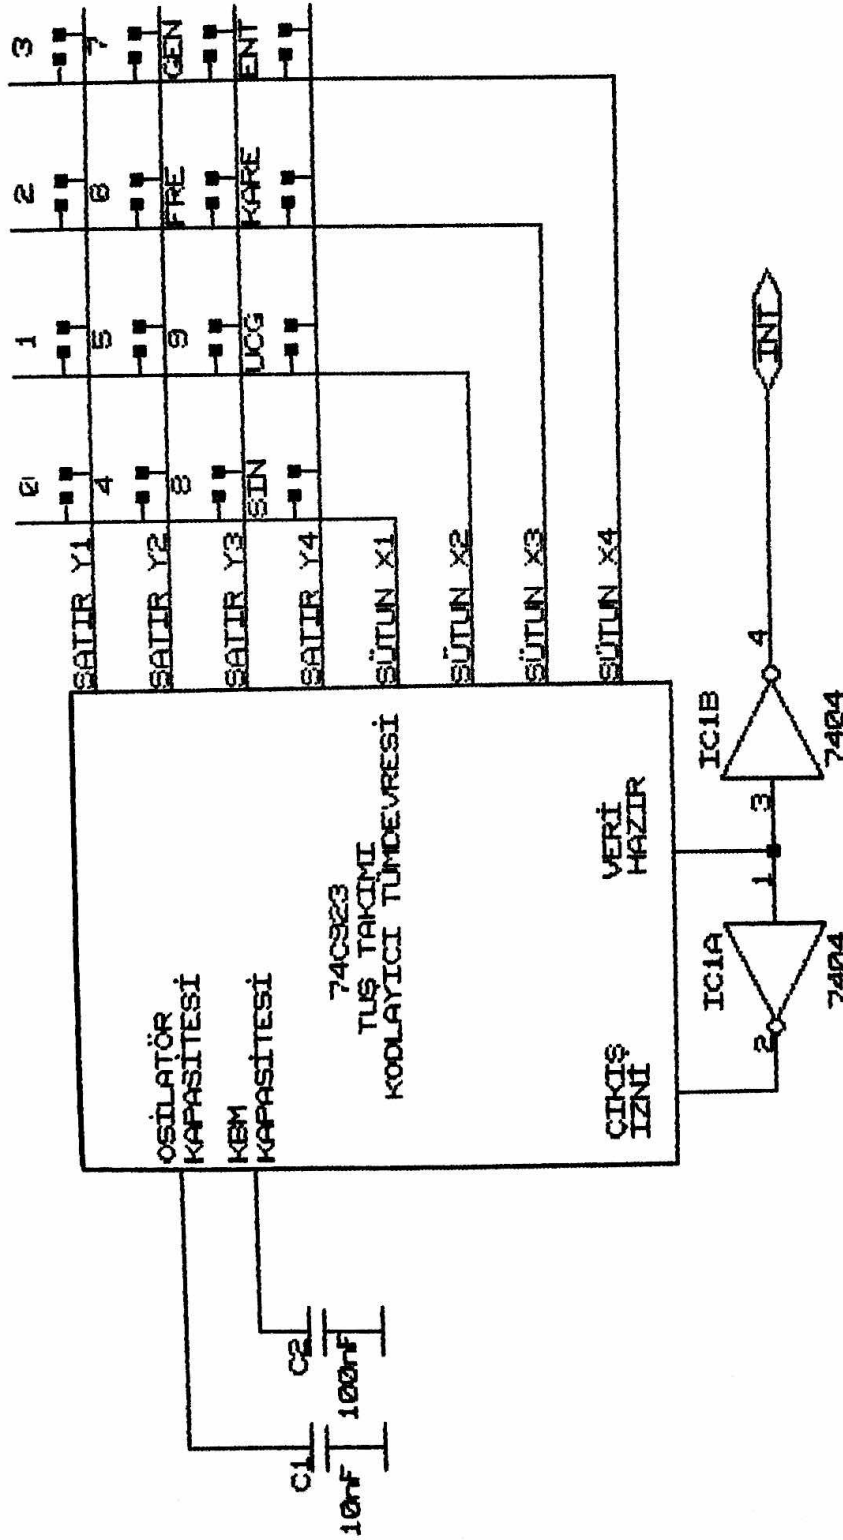 0 1 2 3
4 5 6 7
8 9 FRE GEN
SIN UCG KARE ENT
SATIR Y1
SATIR Y2
SATIR Y3
SATIR Y4
SÜTUN X1
SÜTUN X2
SÜTUN X3
SÜTUN X4
OSİLATÖR
KAPASİTESİ
KBM
KAPASİTESİ
74C923
TUŞ TAKIMI
KODLAYICI TÜMDEVRESİ
ÇIKIŞ
İZNİ
VERİ
HAZIR
C1
10nF
C2
100nF
IC1A
2 1
7404
IC1B
3 4
7404
INT